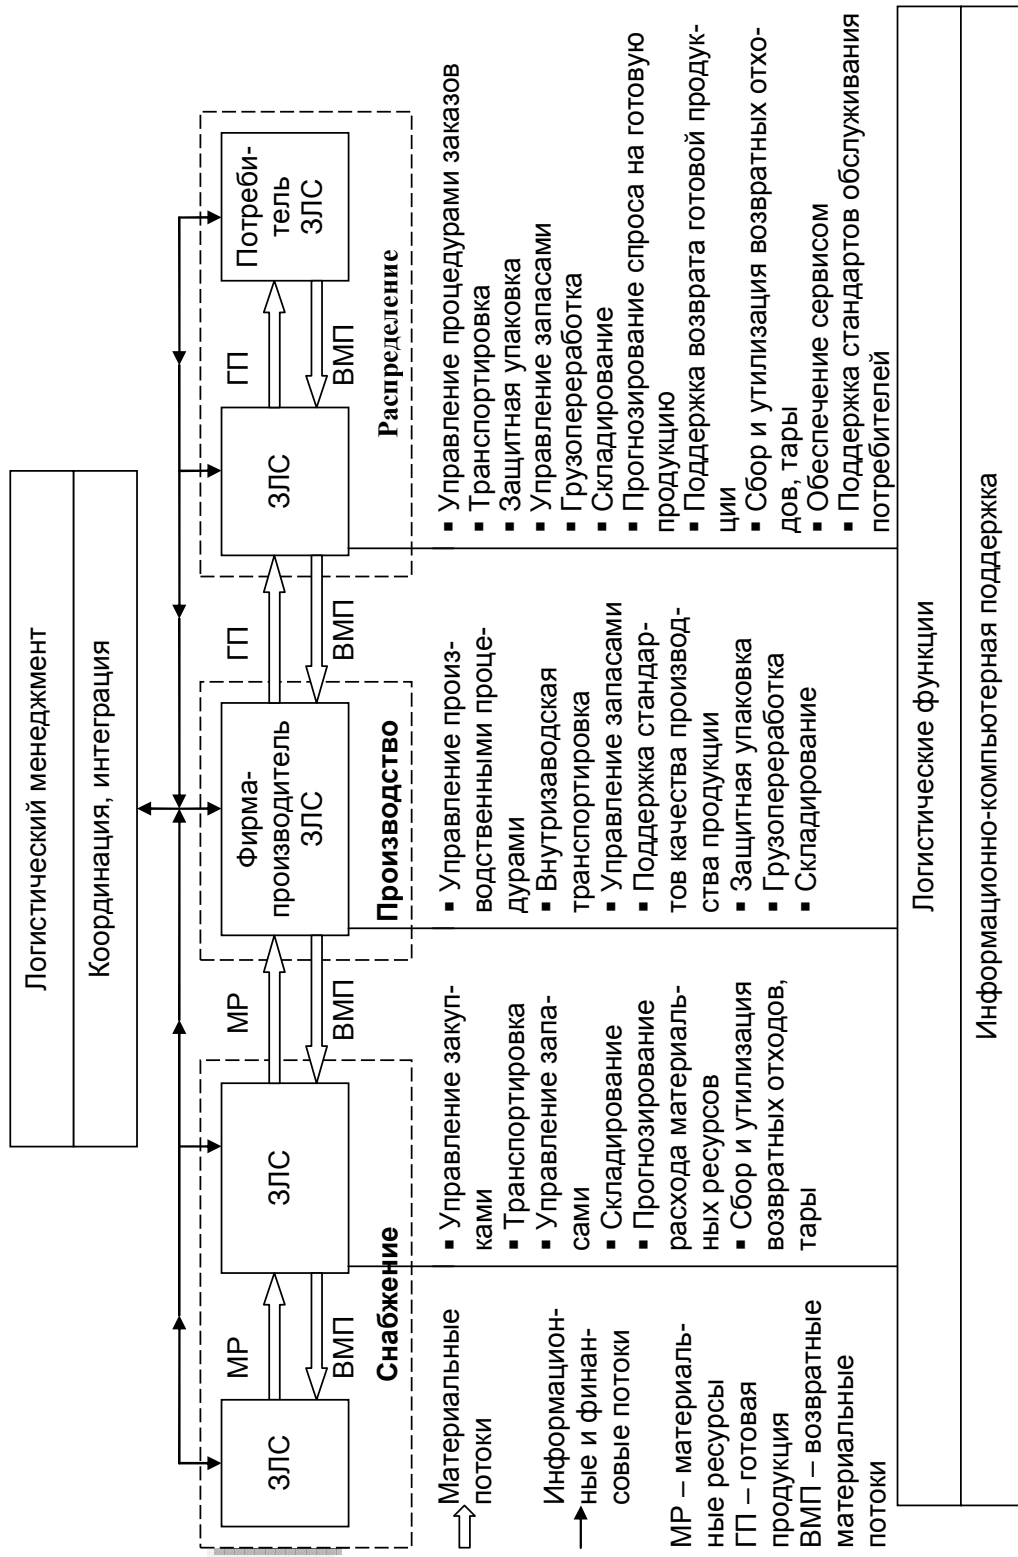 Логистический менеджмент
Координация, интеграция
ЗЛС
МР
ВМП
ЗЛС
Снабжение
МР
ВМП
Фирма-
производитель
ЗЛС
Производство
ГП
ВМП
ЗЛС
ГП
ВМП
Потреби-
тель
ЗЛС
Распределение
Материальные
потоки
Информацион-
ные и финан-
совые потоки
МР – материаль-
ные ресурсы
ГП – готовая
продукция
ВМП – возвратные
материальные
потоки
▪ Управление закуп-
ками
▪ Транспортировка
▪ Управление запа-
сами
▪ Складирование
▪ Прогнозирование
расхода материаль-
ных ресурсов
▪ Сбор и утилизация
возвратных отходов,
тары
▪ Управление произ-
водственными проце-
дурами
▪ Внутризаводская
транспортировка
▪ Управление запасами
▪ Поддержка стандар-
тов качества производ-
ства продукции
▪ Защитная упаковка
▪ Грузопереработка
▪ Складирование
▪ Управление процедурами заказов
▪ Транспортировка
▪ Защитная упаковка
▪ Управление запасами
▪ Грузопереработка
▪ Складирование
▪ Прогнозирование спроса на готовую
продукцию
▪ Поддержка возврата готовой продук-
ции
▪ Сбор и утилизация возвратных отхо-
дов, тары
▪ Обеспечение сервисом
▪ Поддержка стандартов обслуживания
потребителей
Логистические функции
Информационно-компьютерная поддержка